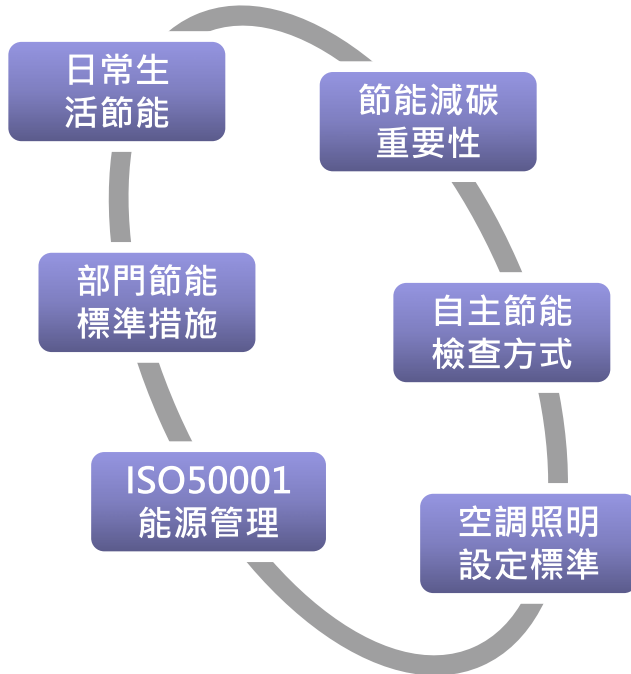 日常生
活節能
節能減碳
重要性
部門節能
標準措施
自主節能
檢查方式
ISO50001
能源管理
空調照明
設定標準